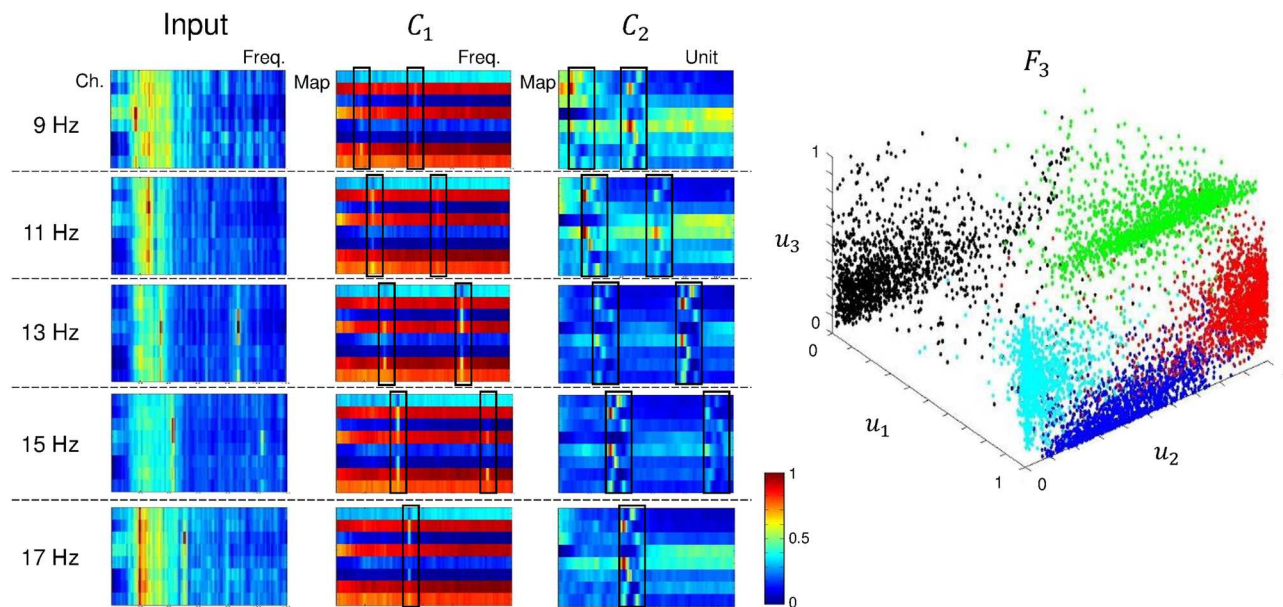 Input C₁ C₂
Freq. Freq. Unit
Ch. Map Map
9 Hz
11 Hz
13 Hz
15 Hz
17 Hz
1
0.5
0
F₃
1
u₃
0
0
u₁
1
0
u₂